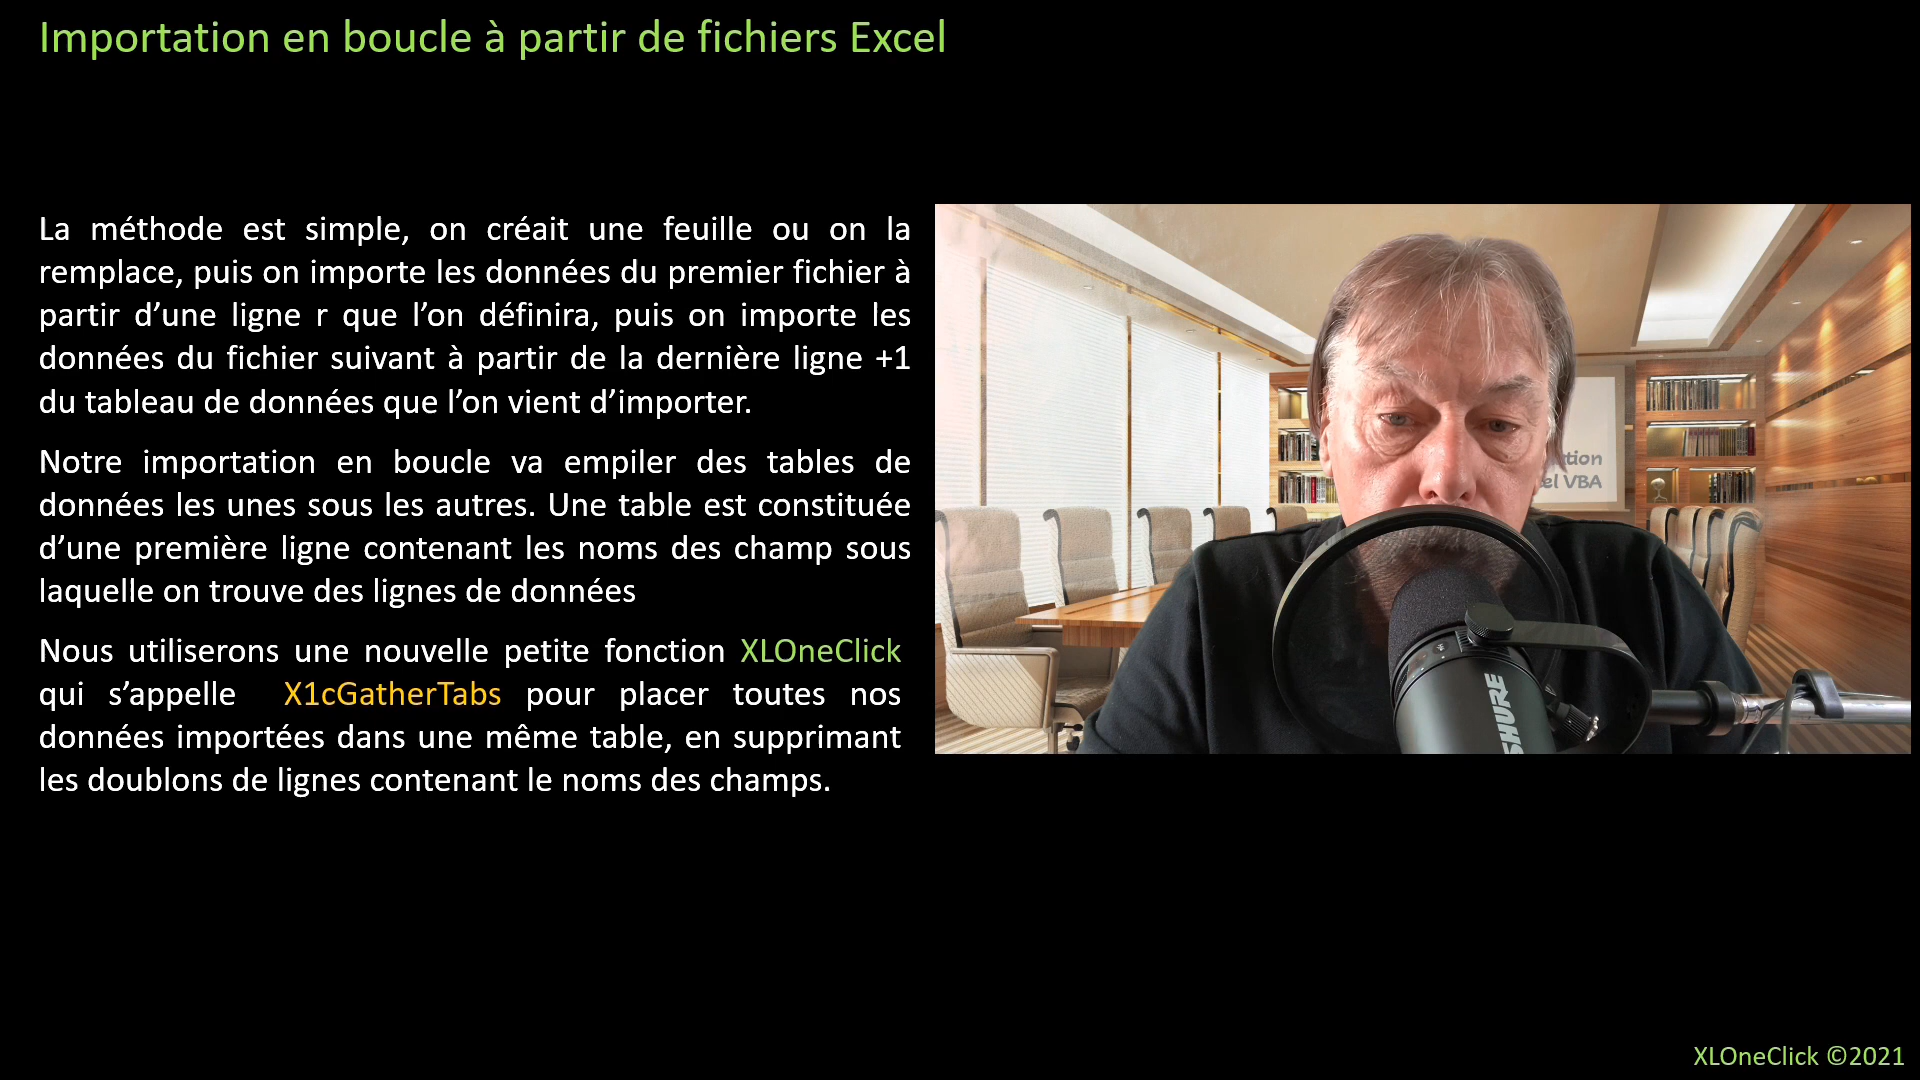 Importation en boucle à partir de fichiers Excel
La méthode est simple, on créait une feuille ou on la
remplace, puis on importe les données du premier fichier à
partir d’une ligne r que l’on définira, puis on importe les
données du fichier suivant à partir de la dernière ligne +1
du tableau de données que l’on vient d’importer.
Notre importation en boucle va empiler des tables de
données les unes sous les autres. Une table est constituée
d’une première ligne contenant les noms des champ sous
laquelle on trouve des lignes de données
Nous utiliserons une nouvelle petite fonction XLOneClick
qui s’appelle X1cGatherTabs pour placer toutes nos
données importées dans une même table, en supprimant
les doublons de lignes contenant le noms des champs.
VBA
SHURE
XLOneClick ©2021